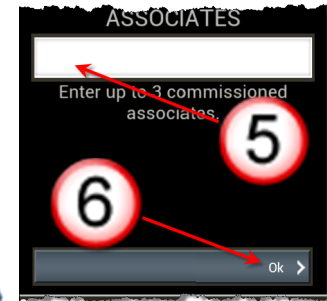 ASSOCIATES
Enter up to 3 commissioned
associates.
5
6
Ok >